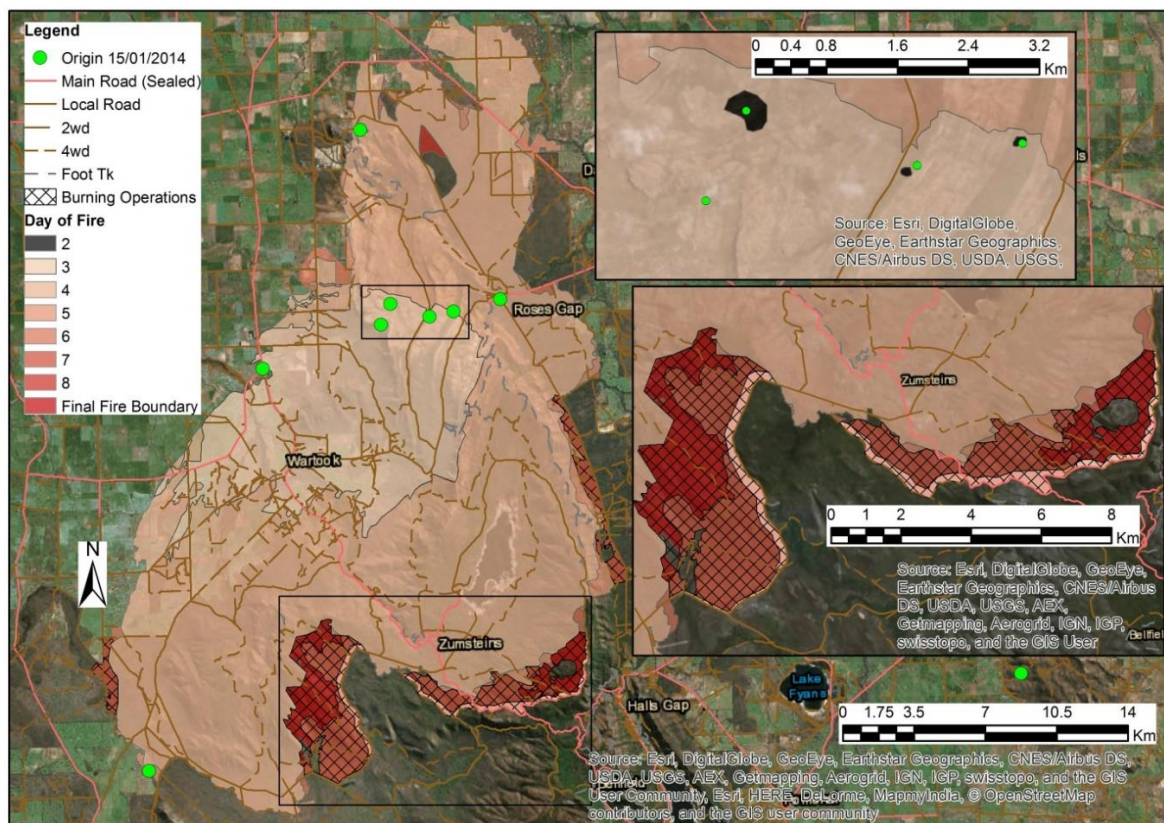 Legend
Origin 15/01/2014
Main Road (Sealed)
Local Road
2wd
4wd
Foot Tk
Burning Operations
Day of Fire
2
3
4
5
6
7
8
Final Fire Boundary
N
Roses Gap
Wartook
Zumsteins
Halls Gap
Lake
Fyans
0 0.4 0.8 1.6 2.4 3.2
Km
Source: Esri, DigitalGlobe,
GeoEye, Earthstar Geographics,
CNES/Airbus DS, USDA, USGS,
Zumsteins
0 1 2 4 6 8
Km
Source: Esri, DigitalGlobe, GeoEye,
Earthstar Geographics, CNES/Airbus
DS, USDA, USGS, AEX,
Getmapping, Aerogrid, IGN, IGP,
swisstopo, and the GIS User
Bellfiel
0 1.75 3.5 7 10.5 14
Km
Source: Esri, DigitalGlobe, GeoEye, Earthstar Geographics, CNES/Airbus DS,
USDA, USGS, AEX, Getmapping, Aerogrid, IGN, IGP, swisstopo, and the GIS
User Community, Esri, HERE, DeLorme, MapmyIndia, © OpenStreetMap
contributors, and the GIS user community